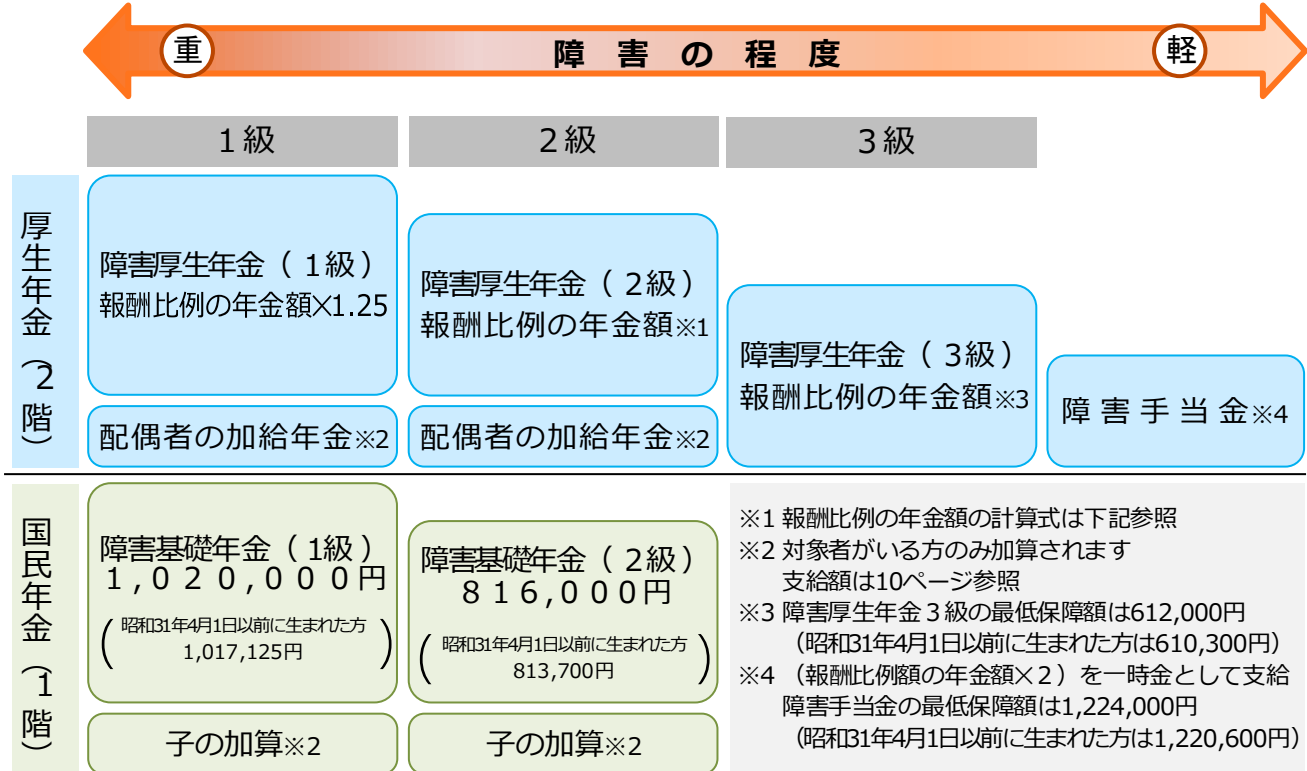 重
障害の程度
軽
1級
2級
3級
厚生年金(2階)
障害厚生年金(1級)
報酬比例の年金額×1.25
配偶者の加給年金※2
障害厚生年金(2級)
報酬比例の年金額※1
配偶者の加給年金※2
障害厚生年金(3級)
報酬比例の年金額※3
障害手当金※4
国民年金(1階)
障害基礎年金(1級)
1,020,000円
(昭和31年4月1日以前に生まれた方
1,017,125円)
子の加算※2
障害基礎年金(2級)
816,000円
(昭和31年4月1日以前に生まれた方
813,700円)
子の加算※2
※1 報酬比例の年金額の計算式は下記参照
※2 対象者がいる方のみ加算されます
支給額は10ページ参照
※3 障害厚生年金3級の最低保障額は612,000円
(昭和31年4月1日以前に生まれた方は610,300円)
※4 (報酬比例額の年金額×2)を一時金として支給
障害手当金の最低保障額は1,224,000円
(昭和31年4月1日以前に生まれた方は1,220,600円)